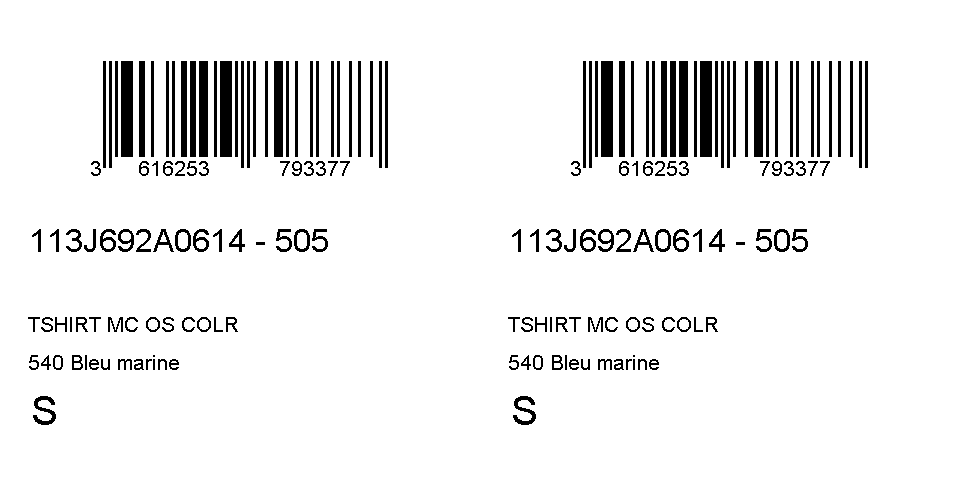 3 616253 793377
113J692A0614 - 505
TSHIRT MC OS COLR
540 Bleu marine
S
3 616253 793377
113J692A0614 - 505
TSHIRT MC OS COLR
540 Bleu marine
S